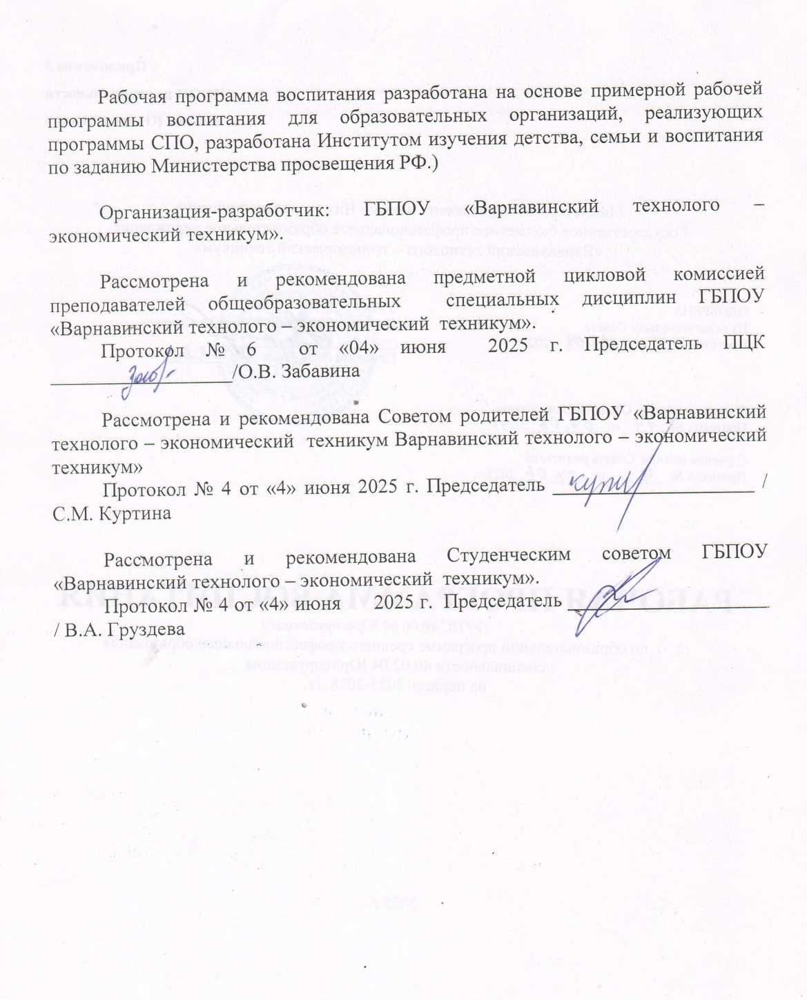 Рабочая программа воспитания разработана на основе примерной рабочей
программы воспитания для образовательных организаций, реализующих
программы СПО, разработана Институтом изучения детства, семьи и воспитания
по заданию Министерства просвещения РФ.)
Организация-разработчик: ГБПОУ «Варнавинский технолого –
экономический техникум».
Рассмотрена и рекомендована предметной цикловой комиссией
преподавателей общеобразовательных специальных дисциплин ГБПОУ
«Варнавинский технолого – экономический техникум».
Протокол № 6 от «04» июня 2025 г. Председатель ПЦК
/О.В. Забавина
Рассмотрена и рекомендована Советом родителей ГБПОУ «Варнавинский
технолого – экономический техникум Варнавинский технолого – экономический
техникум»
Протокол № 4 от «4» июня 2025 г. Председатель /
С.М. Куртина
Рассмотрена и рекомендована Студенческим советом ГБПОУ
«Варнавинский технолого – экономический техникум».
Протокол № 4 от «4» июня 2025 г. Председатель
/ В.А. Груздева